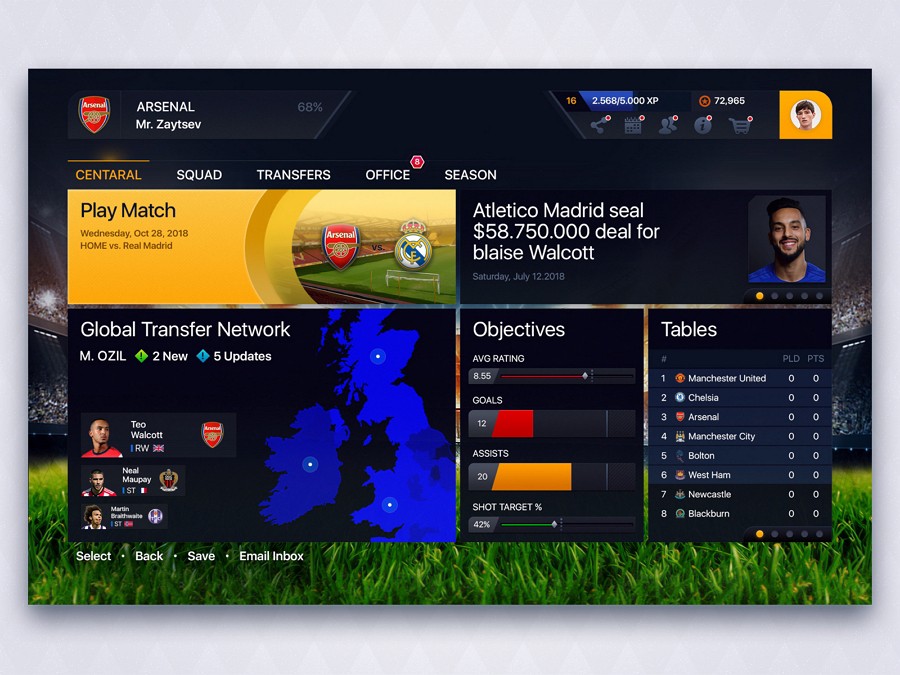 Arsenal
ARSENAL
Mr. Zaytsev
68%
16
2.568/5.000 XP
72,965
CENTARAL
SQUAD
TRANSFERS
OFFICE
8
SEASON
Play Match
Wednesday, Oct 28, 2018
HOME vs. Real Madrid
Arsenal
vs.
Atletico Madrid seal
$58.750.000 deal for
blaise Walcott
Saturday, July 12.2018
Global Transfer Network
M. OZIL
2 New
5 Updates
Teo
Walcott
RW
Neal
Maupay
ST
Martin
Braithwaite
ST
Objectives
AVG RATING
8.55
GOALS
12
ASSISTS
20
SHOT TARGET %
42%
Tables
# PLD PTS
1 Manchester United 0 0
2 Chelsia 0 0
3 Arsenal 0 0
4 Manchester City 0 0
5 Bolton 0 0
6 West Ham 0 0
7 Newcastle 0 0
8 Blackburn 0 0
Select • Back • Save • Email Inbox